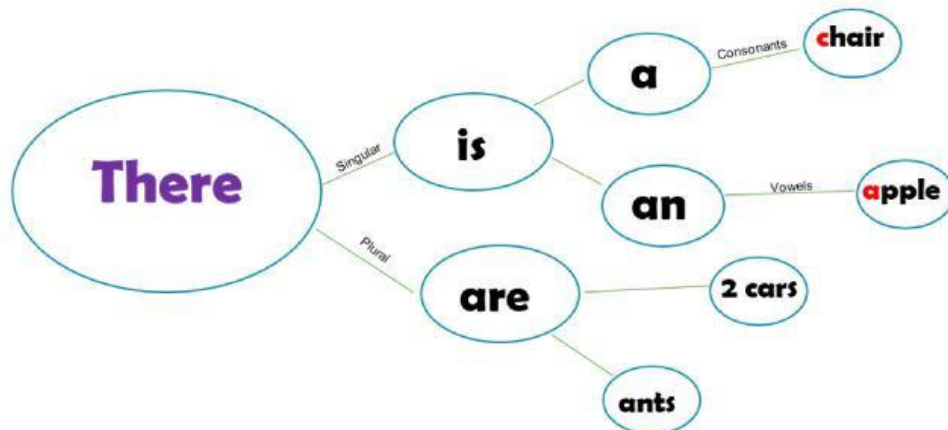 There
Singular
is
a
Consonants
chair
an
Vowels
apple
Plural
are
2 cars
ants